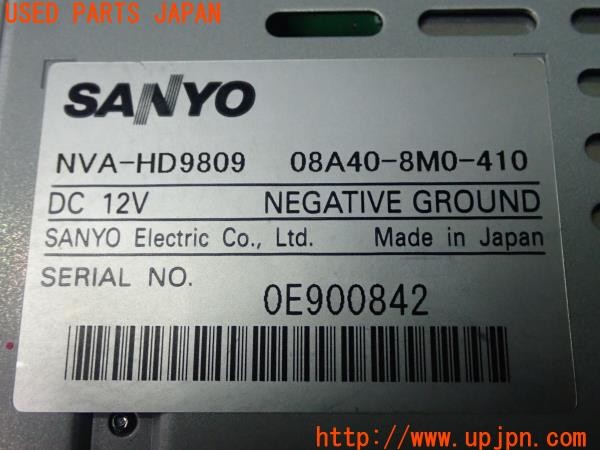 USED PARTS JAPAN
SANYO
NVA-HD9809 08A40-8M0-410
DC 12V NEGATIVE GROUND
SANYO Electric Co., Ltd. Made in Japan
SERIAL NO.
0E900842
http://www.upjpn.com